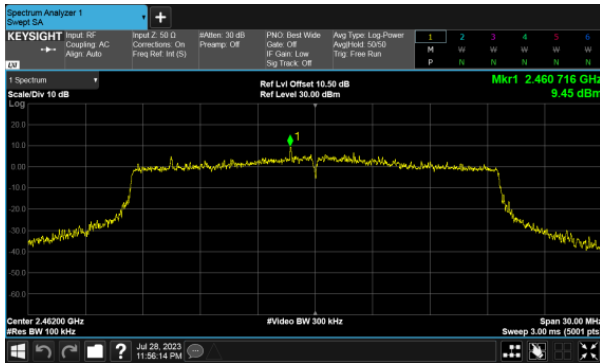 Spectrum Analyzer 1
Swept SA
+
KEYSIGHT
Input: RF
Coupling: AC
Align: Auto
Input Z: 50 Ω
Corrections: On
Freq Ref: Int (S)
#Atten: 30 dB
Preamp: Off
PNO: Best Wide
Gate: Off
IF Gain: Low
Sig Track: Off
Avg Type: Log-Power
Avg|Hold: 50/50
Trig: Free Run
1 2 3 4 5 6
M W W W W W
P N N N N N
LXI
1 Spectrum
Scale/Div 10 dB
Ref Lvl Offset 10.50 dB
Ref Level 30.00 dBm
Mkr1 2.460 716 GHz
9.45 dBm
Log
20.0
10.0
0.00
-10.0
-20.0
-30.0
-40.0
-50.0
-60.0
1
Center 2.46200 GHz
#Res BW 100 kHz
#Video BW 300 kHz
Span 30.00 MHz
Sweep 3.00 ms (5001 pts
?
Jul 28, 2023
11:56:14 PM